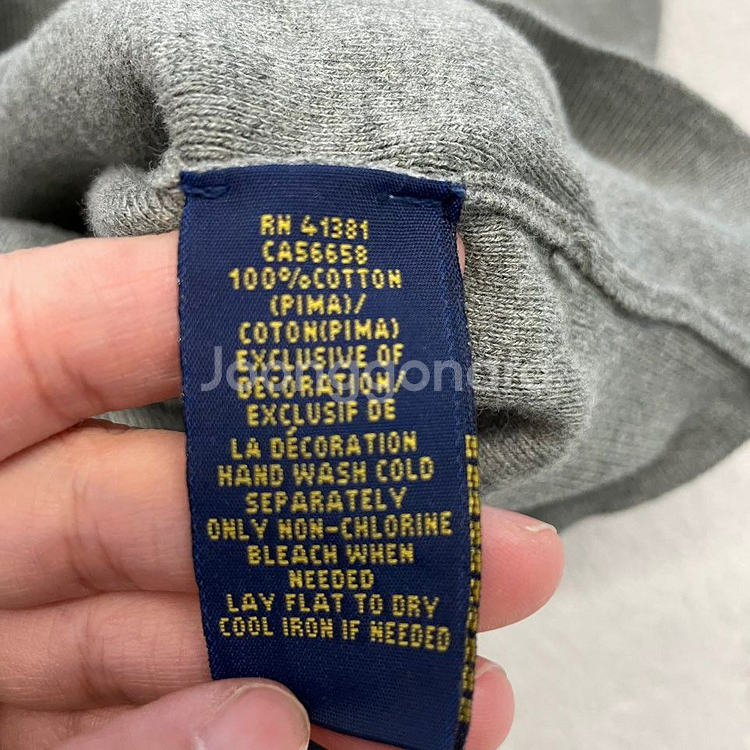 RN 41381
CA56658
100%COTTON
(PIMA)/
COTON(PIMA)
EXCLUSIVE OF
DECORATION/
EXCLUSIF DE
LA DÉCORATION
HAND WASH COLD
SEPARATELY
ONLY NON-CHLORINE
BLEACH WHEN
NEEDED
LAY FLAT TO DRY
COOL IRON IF NEEDED
Joonggonara